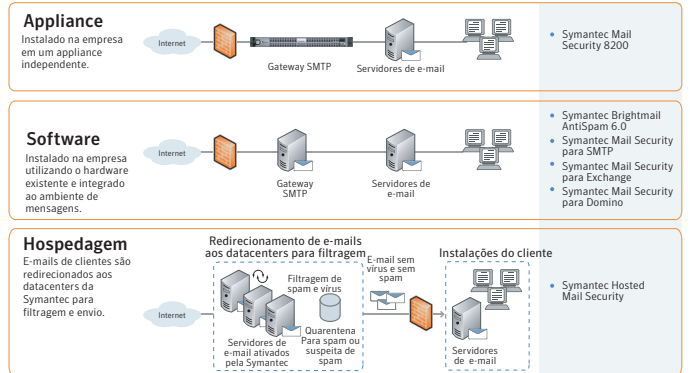 Appliance
Instalado na empresa
em um appliance
independente.
Internet
Gateway SMTP
Servidores de e-mail
• Symantec Mail
Security 8200
Software
Instalado na empresa
utilizando o hardware
existente e integrado
ao ambiente de
mensagens.
Internet
Gateway
SMTP
Servidores de
e-mail
• Symantec Brightmail
AntiSpam 6.0
• Symantec Mail Security
para SMTP
• Symantec Mail Security
para Exchange
• Symantec Mail Security
para Domino
Hospedagem
E-mails de clientes são
redirecionados aos
datacenters da
Symantec para
filtragem e envio.
Internet
Redirecionamento de e-mails
aos datacenters para filtragem
Filtragem de
spam e vírus
Servidores de
e-mail ativados
pela Symantec
Quarentena
Para spam ou
suspeita de
spam
E-mail sem
vírus e sem
spam
Instalações do cliente
Servidores
de e-mail
• Symantec Hosted
Mail Security